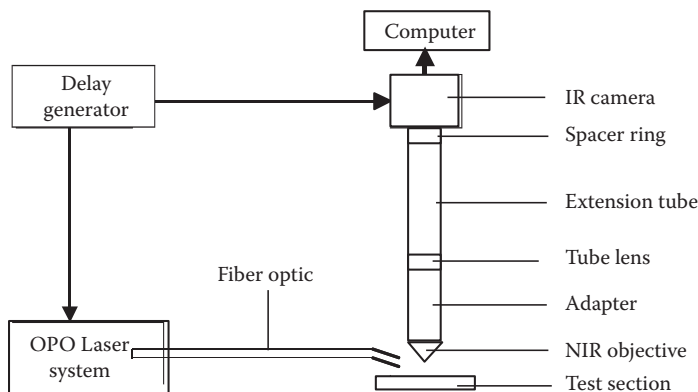 Computer
Delay
generator
IR camera
Spacer ring
Extension tube
Tube lens
Fiber optic
Adapter
OPO Laser
system
NIR objective
Test section